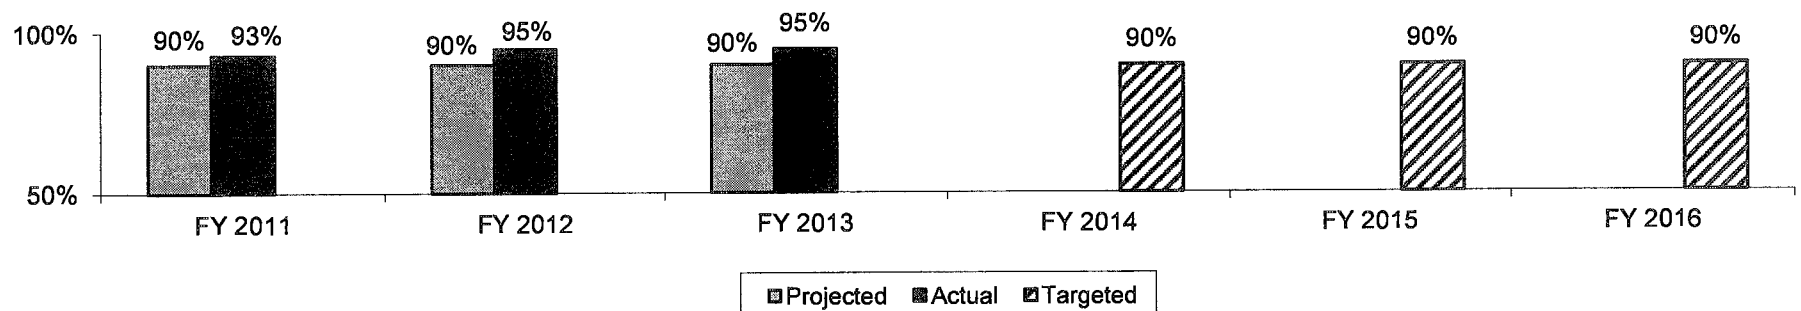 100%
90% 93% 90% 95% 90% 95% 90% 90% 90%
50%
FY 2011 FY 2012 FY 2013 FY 2014 FY 2015 FY 2016
Projected Actual Targeted